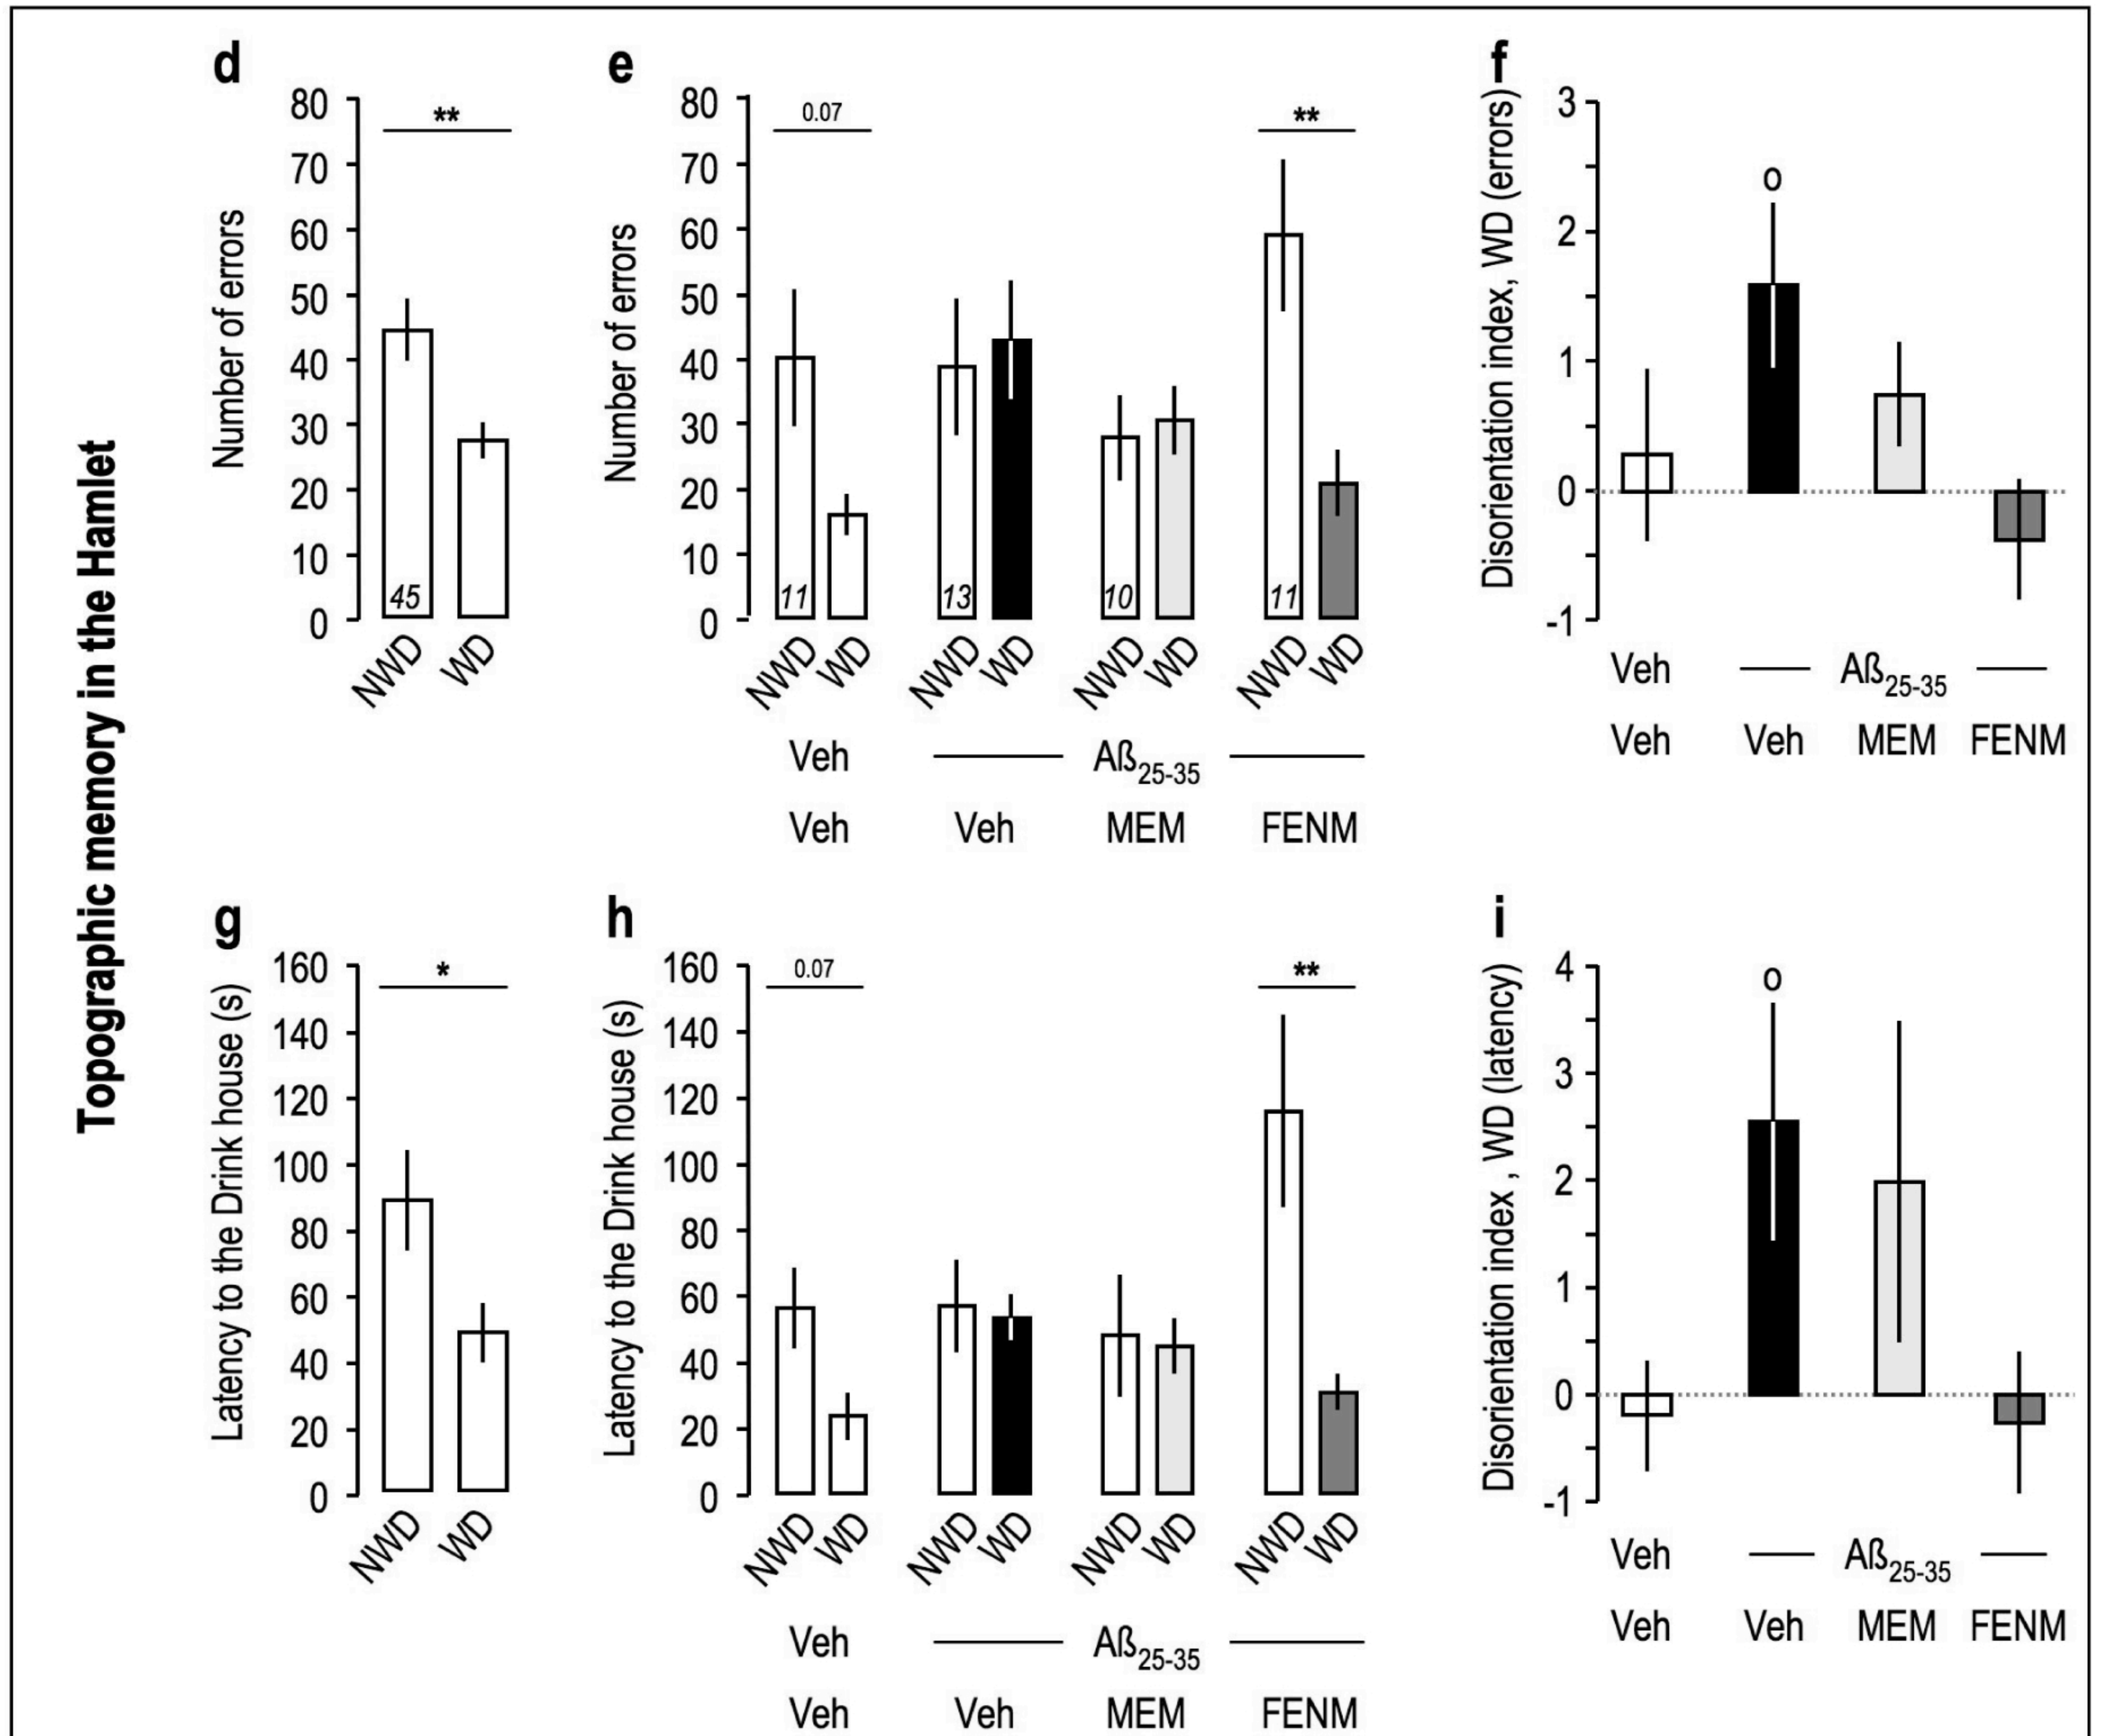 Topographic memory in the Hamlet
d
80
70
60
50
40
30
20
10
0
Number of errors
**
45
NWD
WD
e
80
70
60
50
40
30
20
10
0
Number of errors
0.07
**
11
13
10
11
NWD WD NWD WD NWD WD NWD WD
Veh Aß25-35
Veh Veh MEM FENM
f
3
2
1
0
-1
Disorientation index, WD (errors)
o
Veh Aß25-35
Veh Veh MEM FENM
g
160
140
120
100
80
60
40
20
0
Latency to the Drink house (s)
*
NWD
WD
h
160
140
120
100
80
60
40
20
0
Latency to the Drink house (s)
0.07
**
NWD WD NWD WD NWD WD NWD WD
Veh Aß25-35
Veh Veh MEM FENM
i
4
3
2
1
0
-1
Disorientation index , WD (latency)
o
Veh Aß25-35
Veh Veh MEM FENM